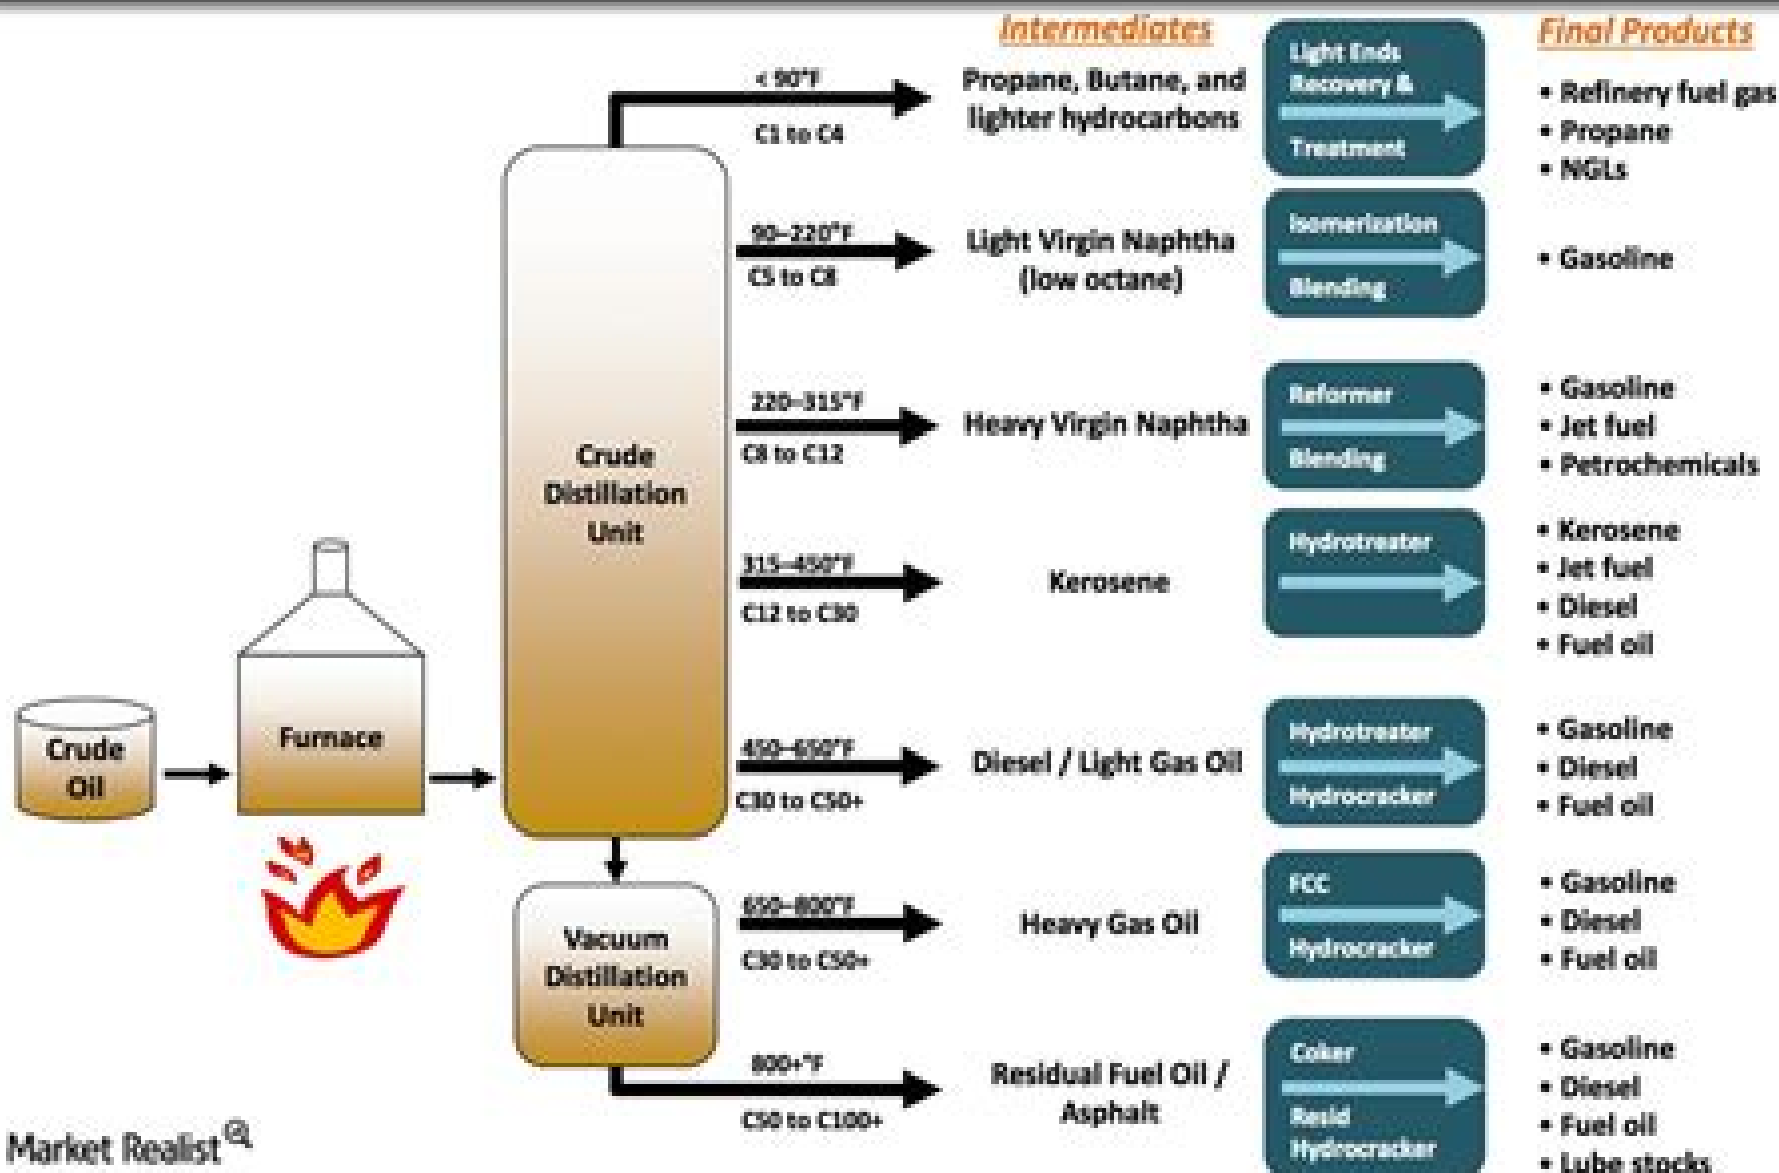 Intermediates
Final Products
< 90°F
C1 to C4
Propane, Butane, and
lighter hydrocarbons
Light Ends
Recovery &
Treatment
• Refinery fuel gas
• Propane
• NGLs
90–220°F
C5 to C8
Light Virgin Naphtha
(low octane)
Isomerization
Blending
• Gasoline
220–315°F
C8 to C12
Heavy Virgin Naphtha
Reformer
Blending
• Gasoline
• Jet fuel
• Petrochemicals
Crude
Distillation
Unit
315–450°F
C12 to C30
Kerosene
Hydrotreater
• Kerosene
• Jet fuel
• Diesel
• Fuel oil
Crude
Oil
Furnace
450–650°F
C30 to C50+
Diesel / Light Gas Oil
Hydrotreater
Hydrocracker
• Gasoline
• Diesel
• Fuel oil
Vacuum
Distillation
Unit
650–800°F
C30 to C50+
Heavy Gas Oil
FCC
Hydrocracker
• Gasoline
• Diesel
• Fuel oil
800+°F
C50 to C100+
Residual Fuel Oil /
Asphalt
Coker
Resid
Hydrocracker
• Gasoline
• Diesel
• Fuel oil
• Lube stocks
Market Realist